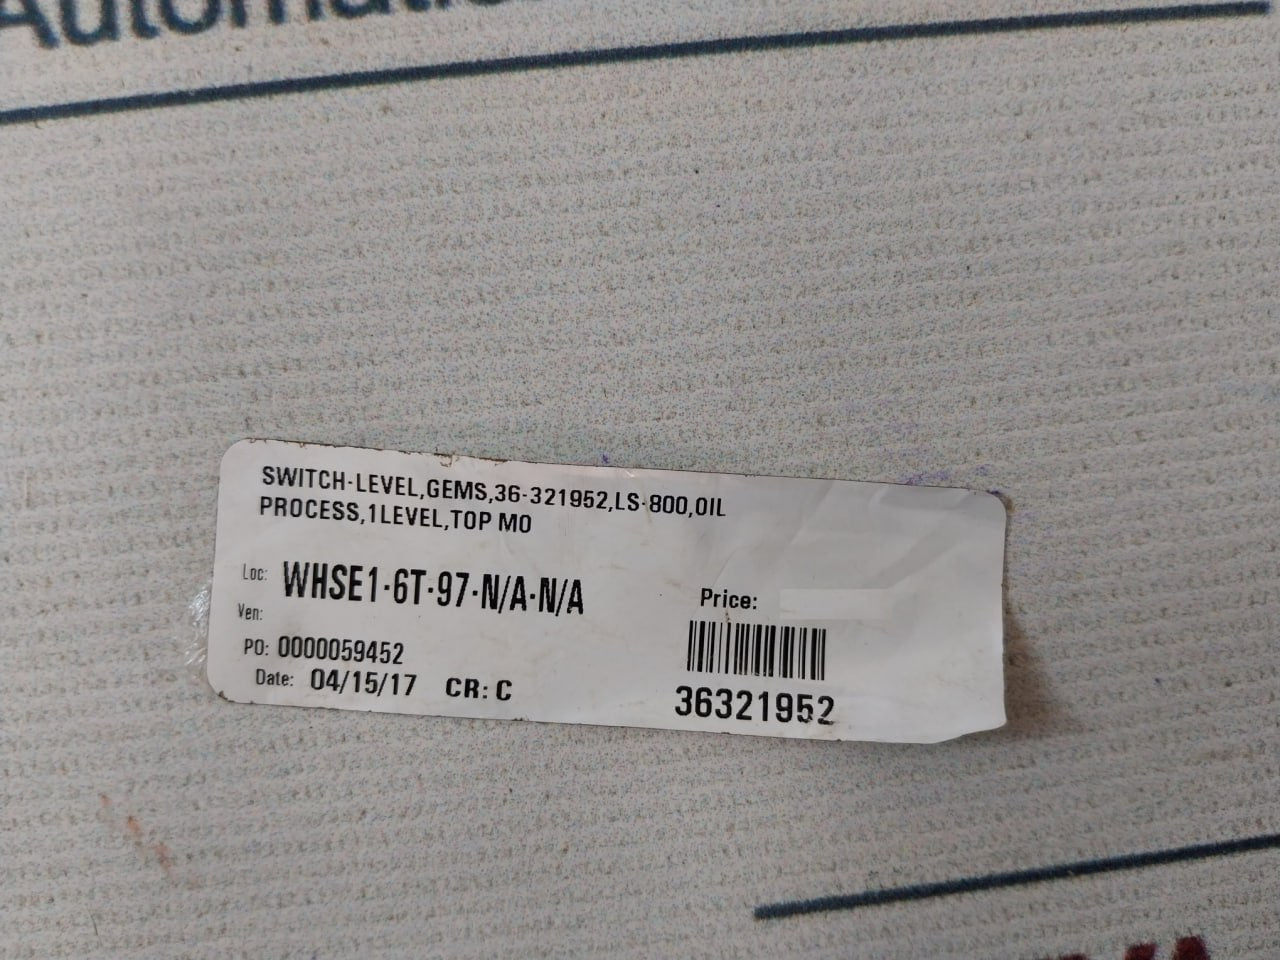 SWITCH-LEVEL,GEMS,36-321952,LS-800,OIL
PROCESS,1LEVEL,TOP MO
Loc: WHSE1-6T-97-N/A-N/A
Ven:
Price:
PO: 0000059452
Date: 04/15/17 CR: C
36321952